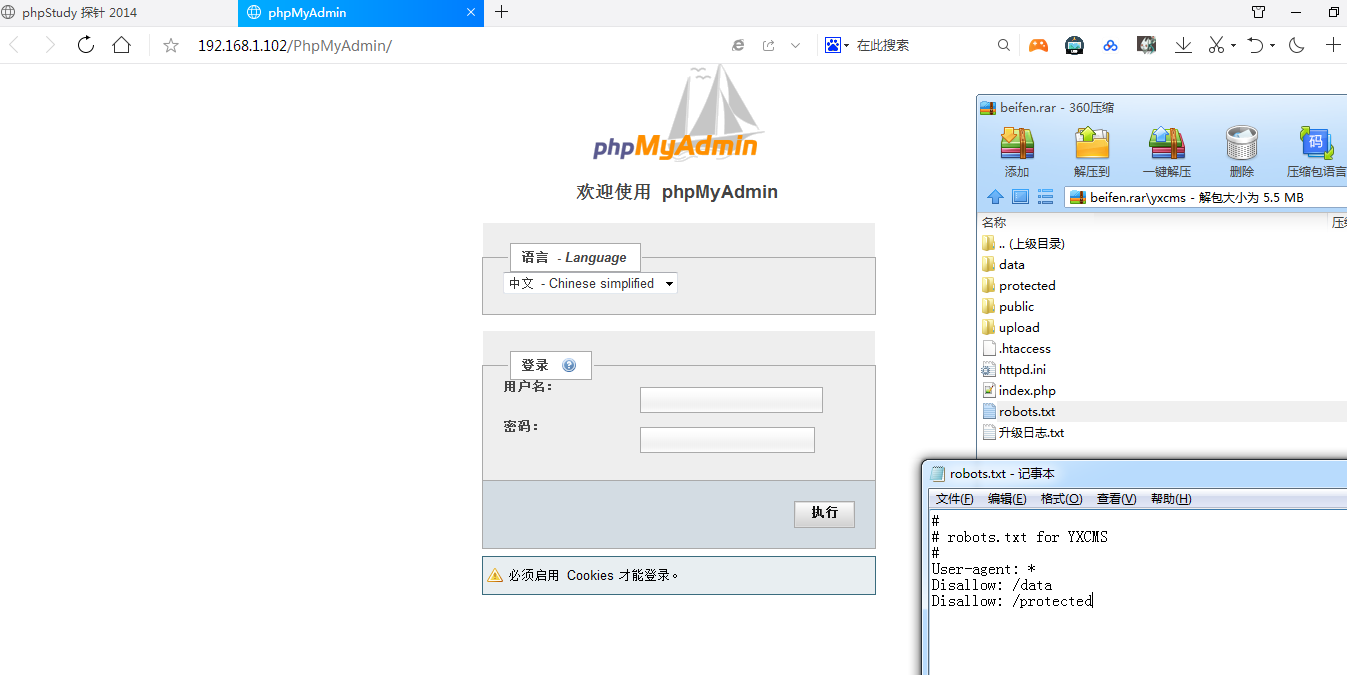 phpStudy 探针 2014
phpMyAdmin
192.168.1.102/PhpMyAdmin/
在此搜索
phpMyAdmin
欢迎使用 phpMyAdmin
语言 - Language
中文 - Chinese simplified
登录
用户名：
密码：
执行
必须启用 Cookies 才能登录。
beifen.rar - 360压缩
添加
解压到
一键解压
删除
码
压缩包语言
beifen.rar\yxcms - 解包大小为 5.5 MB
名称
.. (上级目录)
data
protected
public
upload
.htaccess
httpd.ini
index.php
robots.txt
升级日志.txt
robots.txt - 记事本
文件(F) 编辑(E) 格式(O) 查看(V) 帮助(H)
#
# robots.txt for YXCMS
#
User-agent: *
Disallow: /data
Disallow: /protected